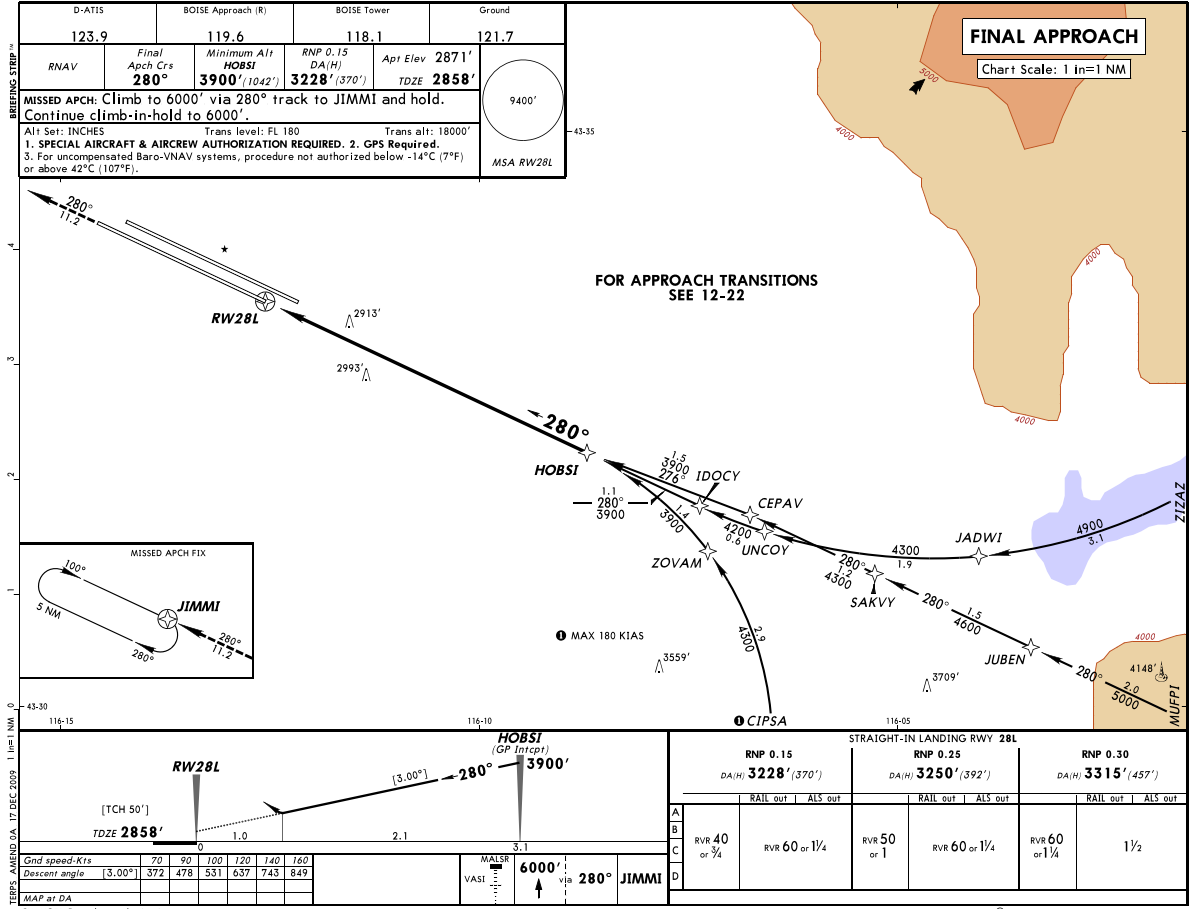 D-ATIS BOISE Approach (R) BOISE Tower Ground
123.9 119.6 118.1 121.7
RNAV Final Apch Crs 280° Minimum Alt HOBSI 3900'(1042') RNP 0.15 DA(H) 3228'(370') Apt Elev 2871' TDZE 2858'
MISSED APCH: Climb to 6000' via 280° track to JIMMI and hold.
Continue climb-in-hold to 6000'.
Alt Set: INCHES Trans level: FL 180 Trans alt: 18000'
1. SPECIAL AIRCRAFT & AIRCREW AUTHORIZATION REQUIRED. 2. GPS Required.
3. For uncompensated Baro-VNAV systems, procedure not authorized below -14°C (7°F)
or above 42°C (107°F).
9400'
MSA RW28L
BRIEFING STRIP™
FINAL APPROACH
Chart Scale: 1 in=1 NM
5000
4000
43-35
4000
4000
280°
11.2
RW28L
2913'
2993'
FOR APPROACH TRANSITIONS
SEE 12-22
280°
HOBSI
1.5
3900
276°
IDOCY
CEPAV
1.1
280°
3900
1.4
3900
4200
0.6
UNCOY
ZOVAM
4300
1.9
JADWI
4900
3.1
ZIZAZ
280°
1.2
4300
SAKVY
280°
1.5
4600
JUBEN
280°
2.0
5000
MUFPI
4000
4148'
3709'
3559'
2.9
4300
1 MAX 180 KIAS
1 CIPSA
MISSED APCH FIX
100°
5 NM
280°
JIMMI
280°
11.2
43-30
116-15 116-10 116-05
4
3
2
1
0
1 in=1 NM
TERPS AMEND 0A 17 DEC 2009
RW28L
HOBSI
(GP Intcpt)
3900'
[3.00°] 280°
[TCH 50']
TDZE 2858'
1.0 2.1
0 3.1
Gnd speed-Kts 70 90 100 120 140 160
Descent angle [3.00°] 372 478 531 637 743 849
MAP at DA
MALSR
VASI
6000' via 280° JIMMI
STRAIGHT-IN LANDING RWY 28L
RNP 0.15 RNP 0.25 RNP 0.30
DA(H) 3228'(370') DA(H) 3250'(392') DA(H) 3315'(457')
RAIL out ALS out RAIL out ALS out RAIL out ALS out
A
B
C
D
RVR 40 or 3/4 RVR 60 or 1 1/4 RVR 50 or 1 RVR 60 or 1 1/4 RVR 60 or 1 1/4 1 1/2